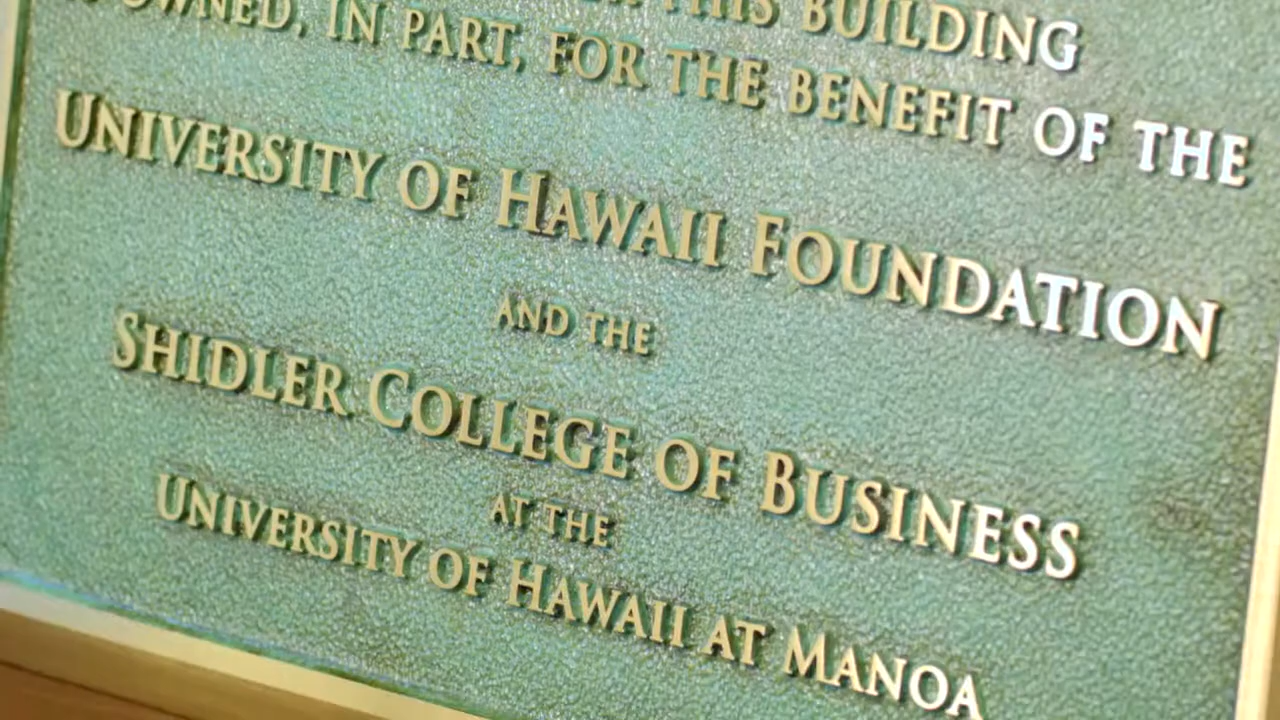 THIS BUILDING
OWNED, IN PART, FOR THE BENEFIT OF THE
UNIVERSITY OF HAWAII FOUNDATION
AND THE
SHIDLER COLLEGE OF BUSINESS
AT THE
UNIVERSITY OF HAWAII AT MANOA